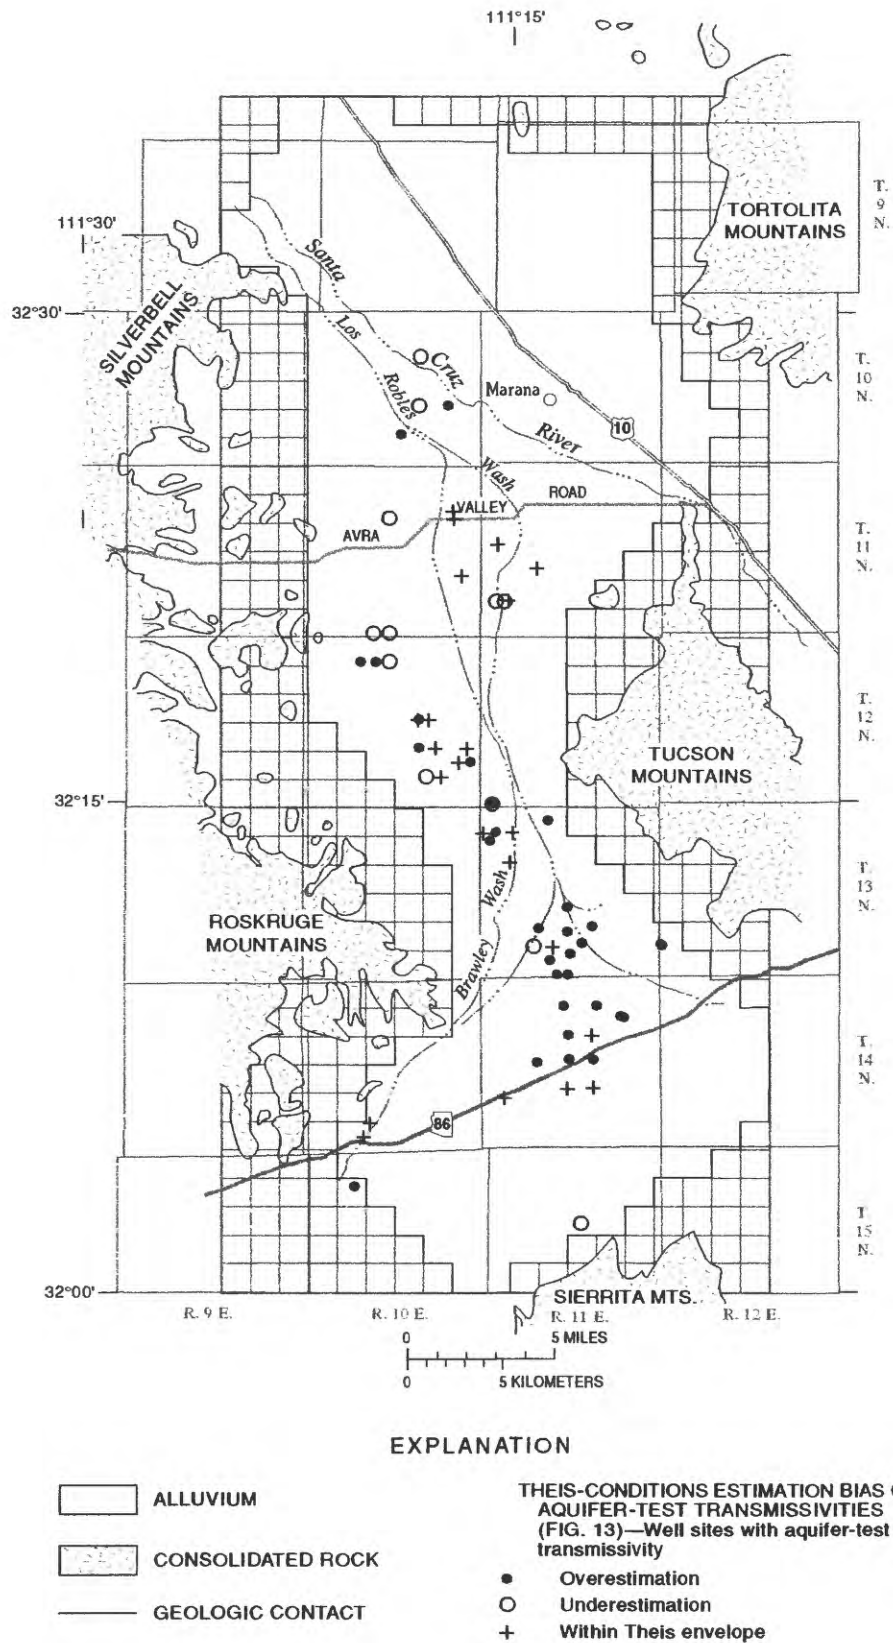 111°15'
T.
9
N.
TORTOLITA
MOUNTAINS
111°30'
32°30'
SILVERBELL
MOUNTAINS
Santa
Cruz
River
Los
Robles
Wash
Marana
10
T.
10
N.
AVRA
VALLEY
ROAD
T.
11
N.
T.
12
N.
TUCSON
MOUNTAINS
32°15'
T.
13
N.
ROSKRUGE
MOUNTAINS
Brawley
Wash
T.
14
N.
86
T.
15
N.
32°00'
SIERRITA MTS.
R. 9 E.
R. 10 E.
R. 11 E.
R. 12 E.
0
5 MILES
0
5 KILOMETERS
EXPLANATION
ALLUVIUM
CONSOLIDATED ROCK
GEOLOGIC CONTACT
THEIS-CONDITIONS ESTIMATION BIAS
AQUIFER-TEST TRANSMISSIVITIES
(FIG. 13)—Well sites with aquifer-test
transmissivity
Overestimation
Underestimation
Within Theis envelope